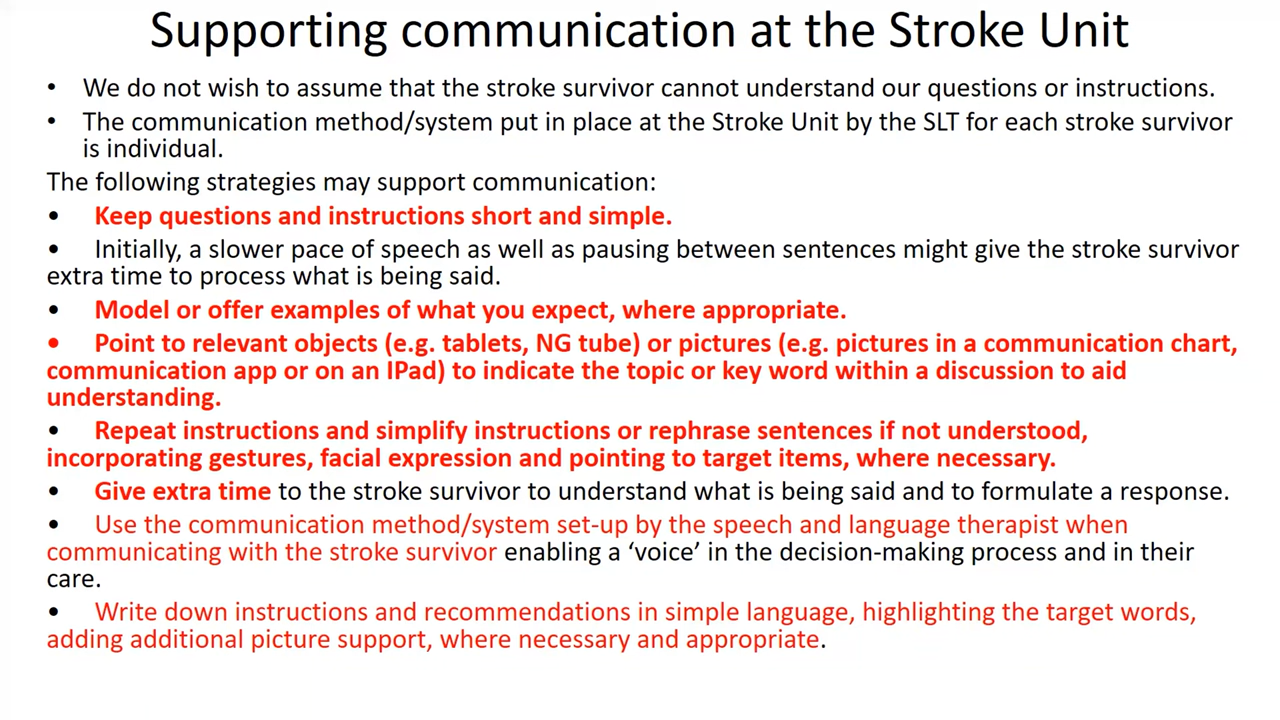 Supporting communication at the Stroke Unit
• We do not wish to assume that the stroke survivor cannot understand our questions or instructions.
• The communication method/system put in place at the Stroke Unit by the SLT for each stroke survivor
is individual.
The following strategies may support communication:
• Keep questions and instructions short and simple.
• Initially, a slower pace of speech as well as pausing between sentences might give the stroke survivor
extra time to process what is being said.
• Model or offer examples of what you expect, where appropriate.
• Point to relevant objects (e.g. tablets, NG tube) or pictures (e.g. pictures in a communication chart,
communication app or on an IPad) to indicate the topic or key word within a discussion to aid
understanding.
• Repeat instructions and simplify instructions or rephrase sentences if not understood,
incorporating gestures, facial expression and pointing to target items, where necessary.
• Give extra time to the stroke survivor to understand what is being said and to formulate a response.
• Use the communication method/system set-up by the speech and language therapist when
communicating with the stroke survivor enabling a ‘voice’ in the decision-making process and in their
care.
• Write down instructions and recommendations in simple language, highlighting the target words,
adding additional picture support, where necessary and appropriate.